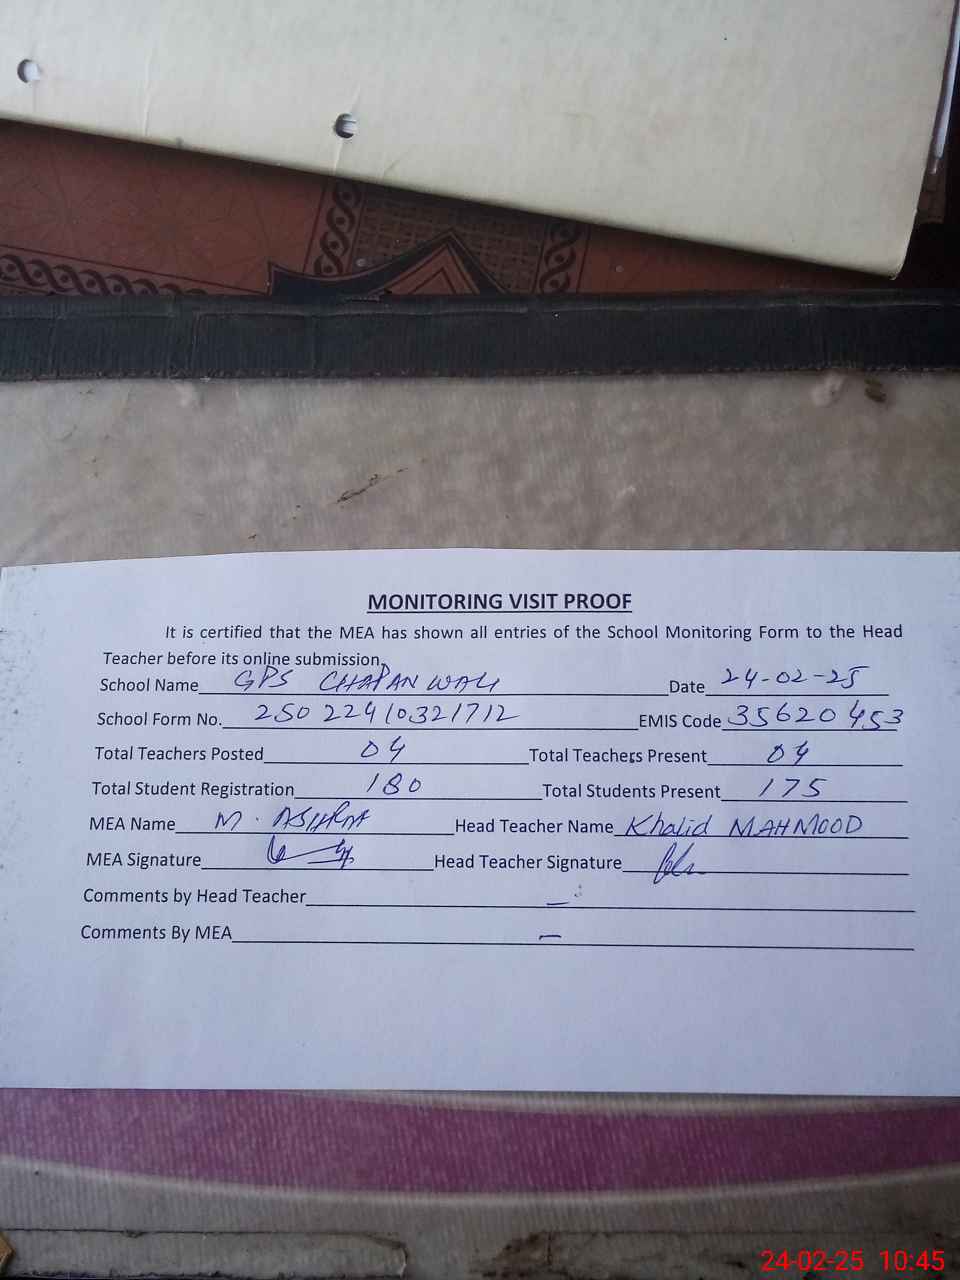 MONITORING VISIT PROOF
It is certified that the MEA has shown all entries of the School Monitoring Form to the Head
Teacher before its online submission.
School Name GPS CHAPAN WALI Date 24-02-25
School Form No. 25022410321712 EMIS Code 35620453
Total Teachers Posted 04 Total Teachers Present 04
Total Student Registration 180 Total Students Present 175
MEA Name M. ASHRAF Head Teacher Name Khalid MAHMOOD
MEA Signature Head Teacher Signature
Comments by Head Teacher —
Comments By MEA —
24-02-25 10:45